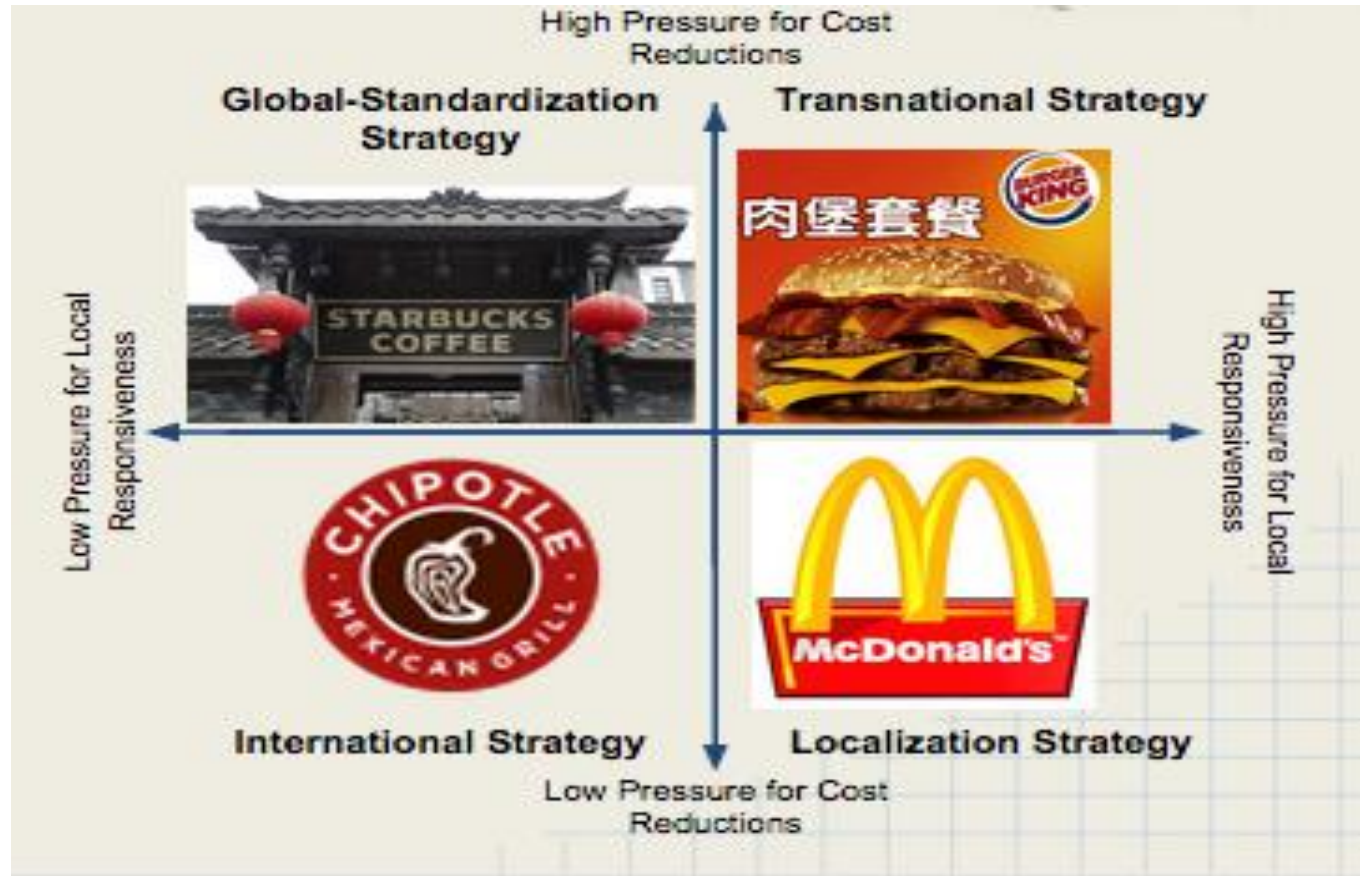 High Pressure for Cost
Reductions
Global-Standardization
Strategy
Transnational Strategy
STARBUCKS
COFFEE
BURGER
KING
肉堡套餐
Low Pressure for Local
Responsiveness
High Pressure for Local
Responsiveness
CHIPOTLE
MEXICAN GRILL
McDonald's™
International Strategy
Localization Strategy
Low Pressure for Cost
Reductions